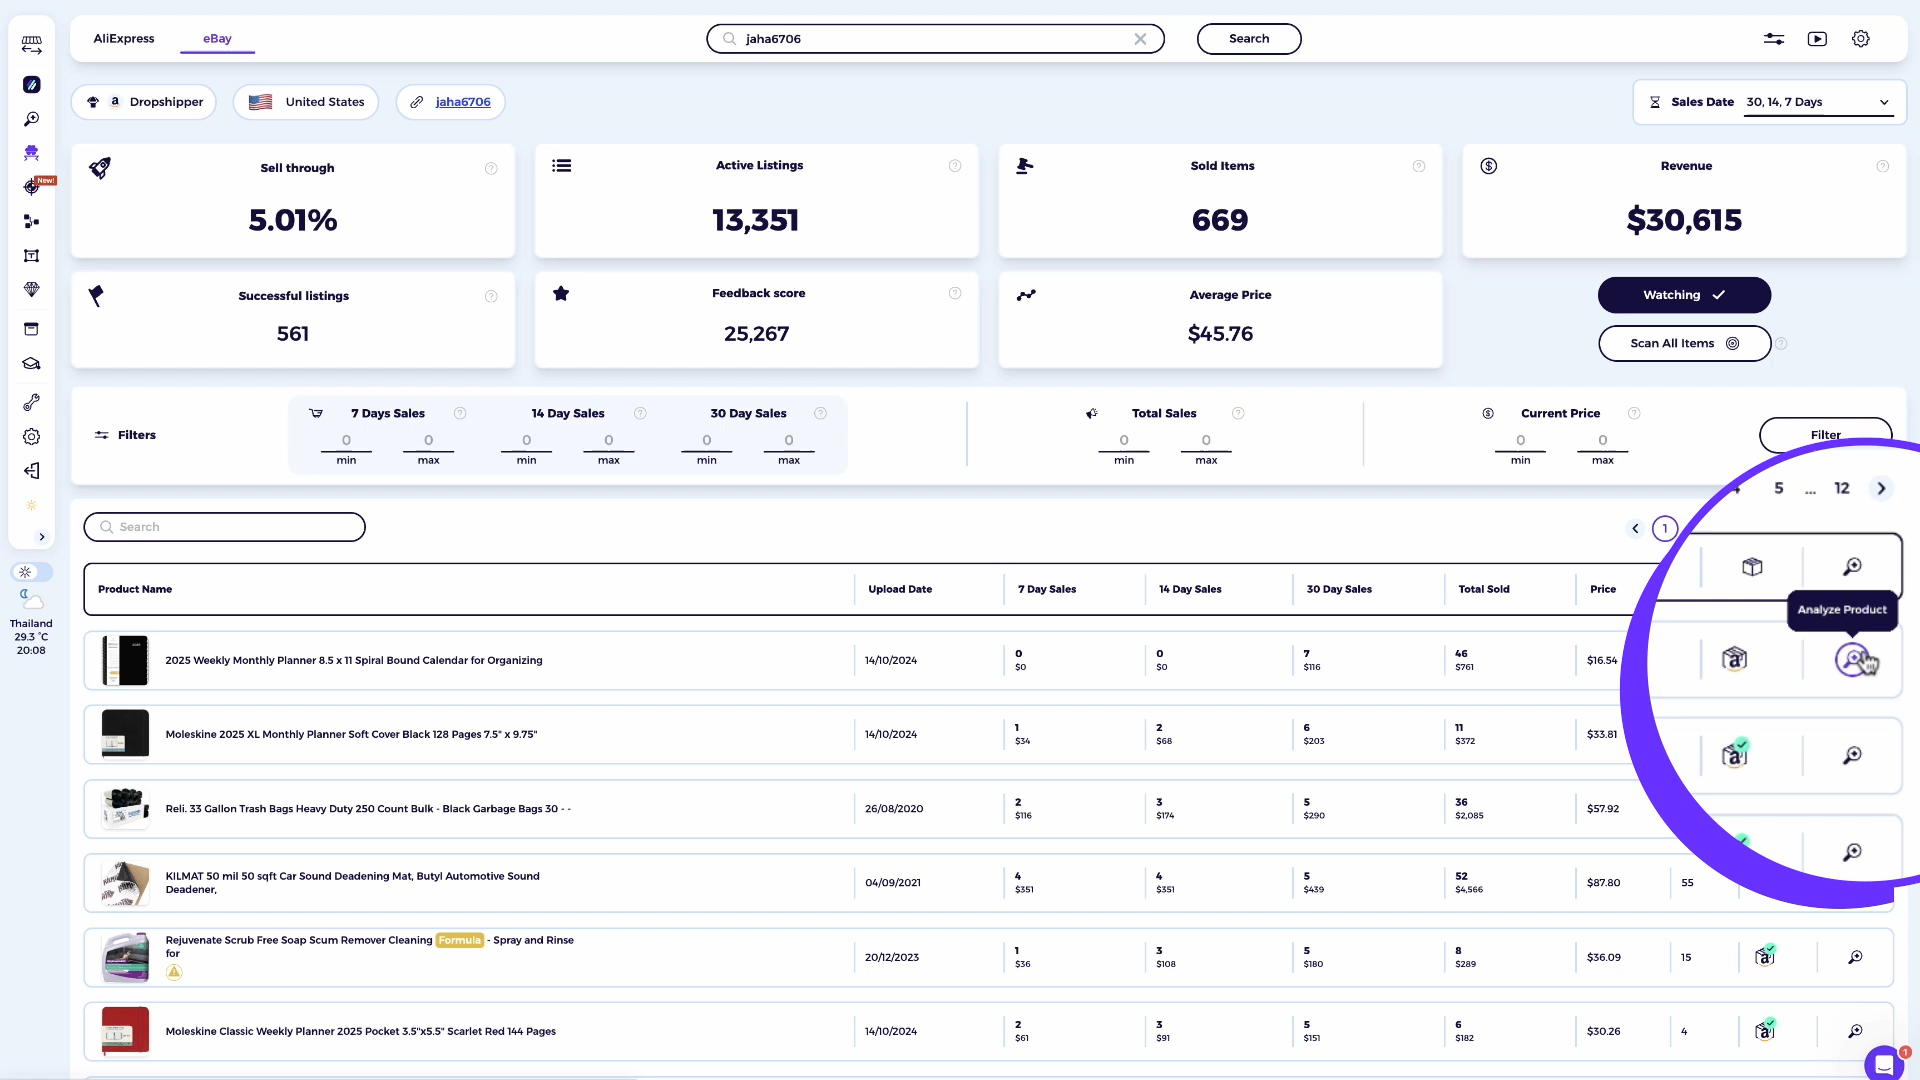 AliExpress
eBay
jaha6706
Search
Dropshipper
United States
jaha6706
Sales Date
30, 14, 7 Days
New!
Sell through
5.01%
Active Listings
13,351
Sold Items
669
Revenue
$30,615
Successful listings
561
Feedback score
25,267
Average Price
$45.76
Watching
Scan All Items
Filters
7 Days Sales
0 min
0 max
14 Day Sales
0 min
0 max
30 Day Sales
0 min
0 max
Total Sales
0 min
0 max
Current Price
0 min
0 max
Filter
Search
1
5 ... 12
Product Name
Upload Date
7 Day Sales
14 Day Sales
30 Day Sales
Total Sold
Price
Analyze Product
2025 Weekly Monthly Planner 8.5 x 11 Spiral Bound Calendar for Organizing
14/10/2024
0
$0
0
$0
7
$116
46
$761
$16.54
Moleskine 2025 XL Monthly Planner Soft Cover Black 128 Pages 7.5" x 9.75"
14/10/2024
1
$34
2
$68
6
$203
11
$372
$33.81
Reli. 33 Gallon Trash Bags Heavy Duty 250 Count Bulk - Black Garbage Bags 30 - -
26/08/2020
2
$116
3
$174
5
$290
36
$2,085
$57.92
KILMAT 50 mil 50 sqft Car Sound Deadening Mat, Butyl Automotive Sound
Deadener,
04/09/2021
4
$351
4
$351
5
$439
52
$4,566
$87.80
55
Rejuvenate Scrub Free Soap Scum Remover Cleaning Formula - Spray and Rinse
for
20/12/2023
1
$36
3
$108
5
$180
8
$289
$36.09
15
Moleskine Classic Weekly Planner 2025 Pocket 3.5"x5.5" Scarlet Red 144 Pages
14/10/2024
2
$61
3
$91
5
$151
6
$182
$30.26
4
Thailand
29.3 °C
20:08
1